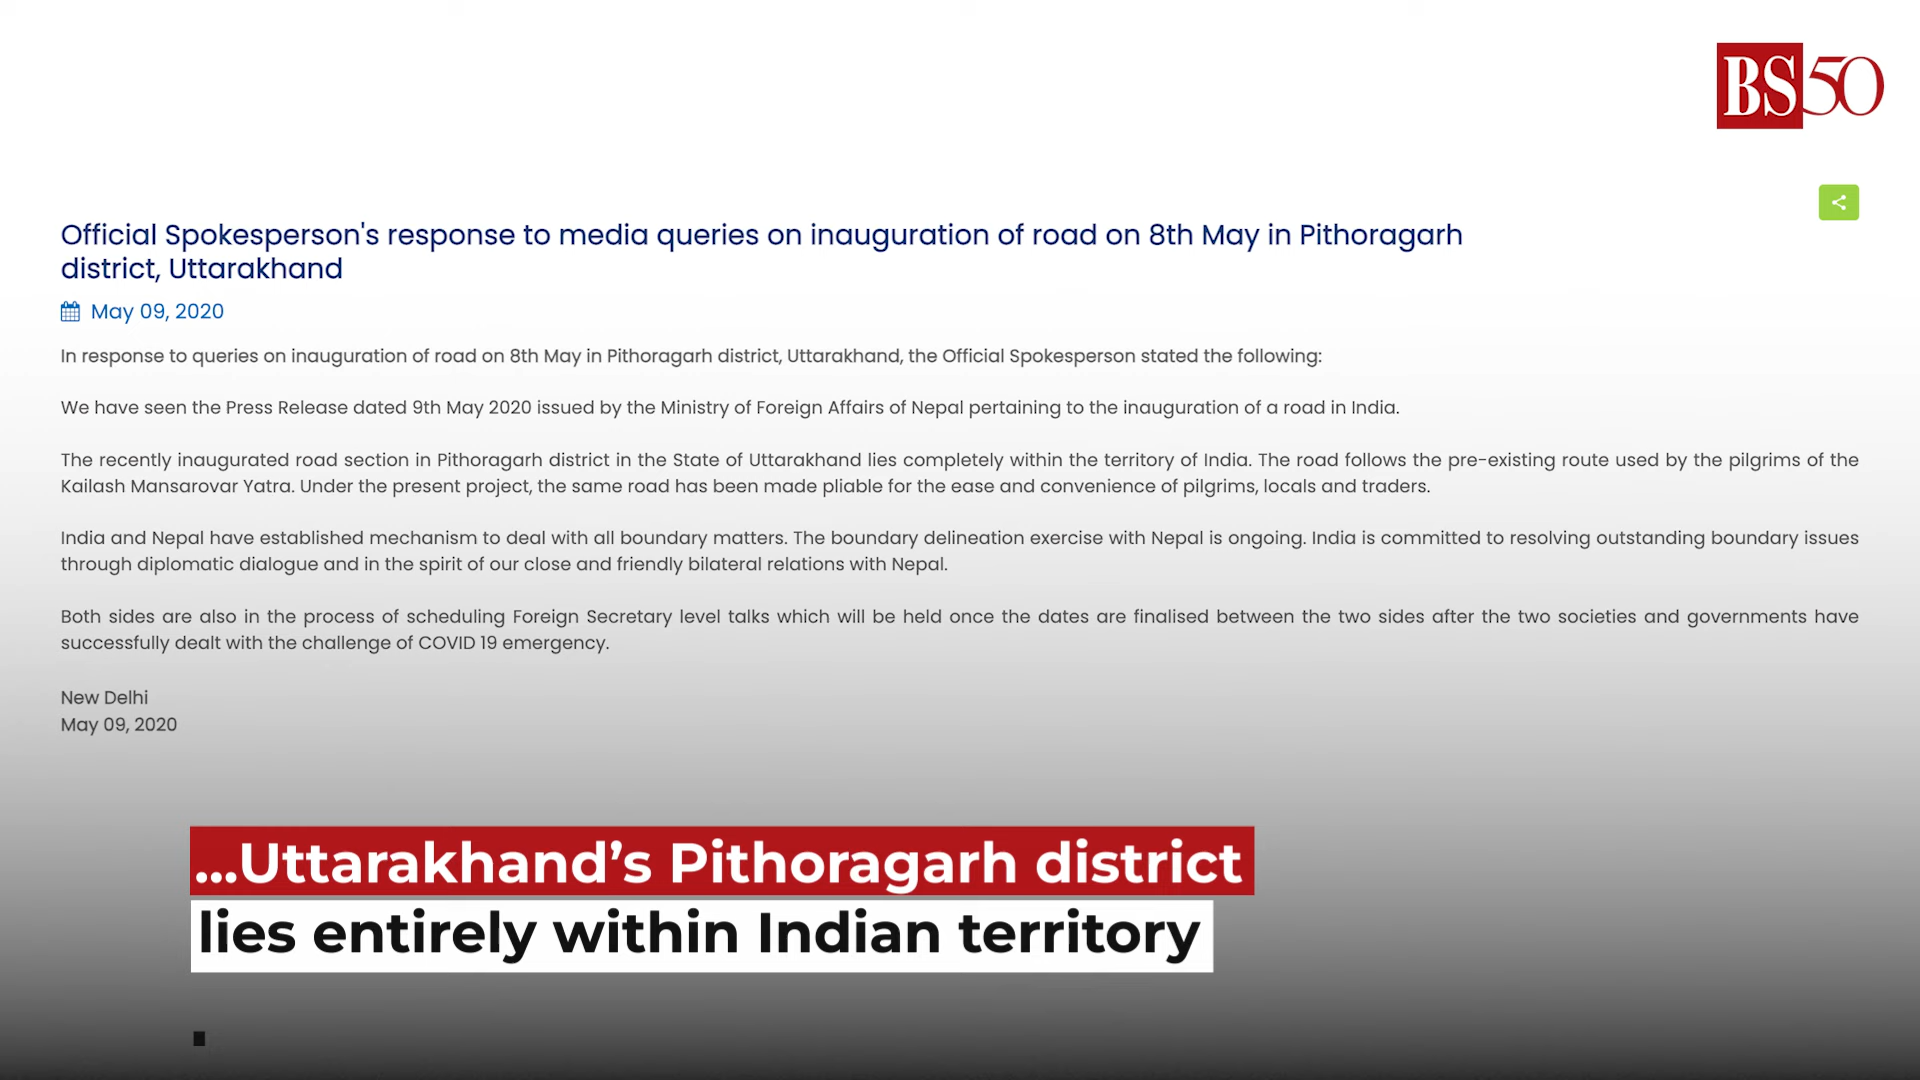 BS50
Official Spokesperson's response to media queries on inauguration of road on 8th May in Pithoragarh
district, Uttarakhand
May 09, 2020
In response to queries on inauguration of road on 8th May in Pithoragarh district, Uttarakhand, the Official Spokesperson stated the following:
We have seen the Press Release dated 9th May 2020 issued by the Ministry of Foreign Affairs of Nepal pertaining to the inauguration of a road in India.
The recently inaugurated road section in Pithoragarh district in the State of Uttarakhand lies completely within the territory of India. The road follows the pre-existing route used by the pilgrims of the
Kailash Mansarovar Yatra. Under the present project, the same road has been made pliable for the ease and convenience of pilgrims, locals and traders.
India and Nepal have established mechanism to deal with all boundary matters. The boundary delineation exercise with Nepal is ongoing. India is committed to resolving outstanding boundary issues
through diplomatic dialogue and in the spirit of our close and friendly bilateral relations with Nepal.
Both sides are also in the process of scheduling Foreign Secretary level talks which will be held once the dates are finalised between the two sides after the two societies and governments have
successfully dealt with the challenge of COVID 19 emergency.
New Delhi
May 09, 2020
...Uttarakhand’s Pithoragarh district
lies entirely within Indian territory